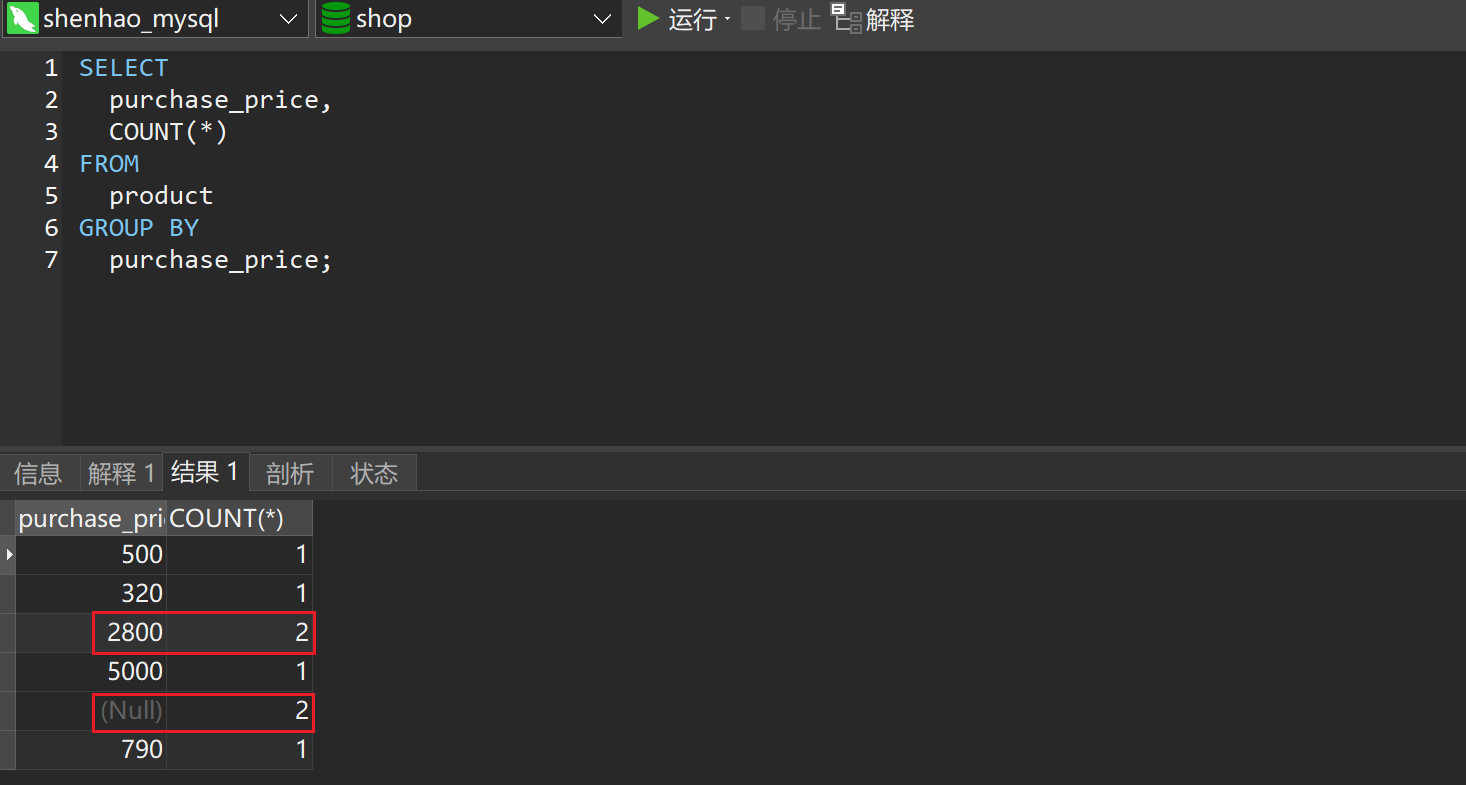 shenhao_mysql shop 运行 停止 解释
1 SELECT
2 purchase_price,
3 COUNT(*)
4 FROM
5 product
6 GROUP BY
7 purchase_price;
信息 解释 1 结果 1 剖析 状态
purchase_pri COUNT(*)
500 1
320 1
2800 2
5000 1
(Null) 2
790 1